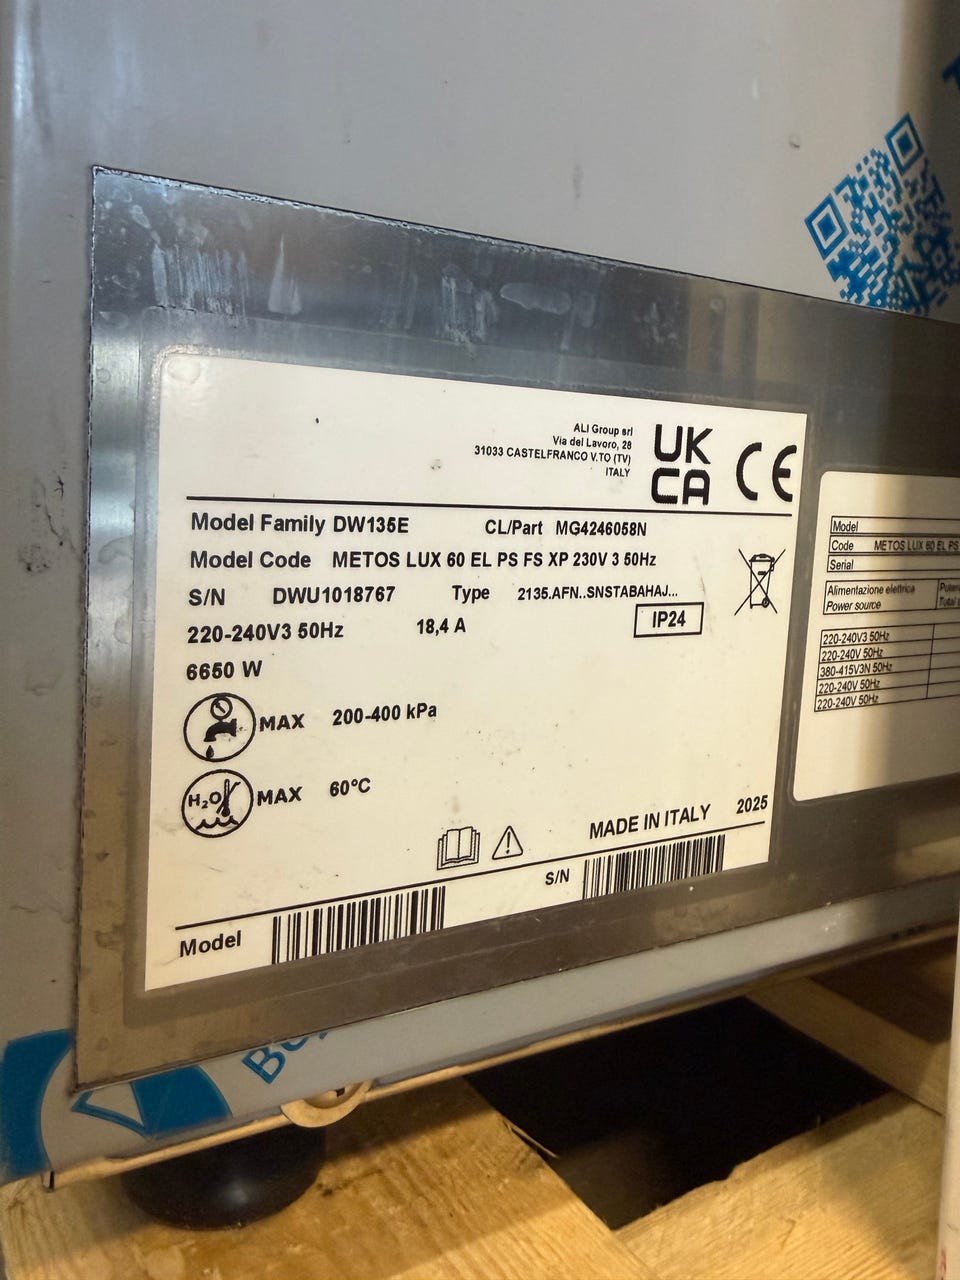 ALI Group srl
Via del Lavoro, 28
31033 CASTELFRANCO V.TO (TV)
ITALY
UK
CA
CE
Model Family DW135E CL/Part MG4246058N
Model Code METOS LUX 60 EL PS FS XP 230V 3 50Hz
S/N DWU1018767 Type 2135.AFN..SNSTABAHAJ...
220-240V3 50Hz 18,4 A IP24
6650 W
MAX 200-400 kPa
H₂O MAX 60°C
MADE IN ITALY 2025
Model S/N
Model
Code METOS LUX 60 EL PS
Serial
Alimentazione elettrica
Power source
Total
220-240V3 50Hz
220-240V 50Hz
380-415V3N 50Hz
220-240V 50Hz
220-240V 50Hz